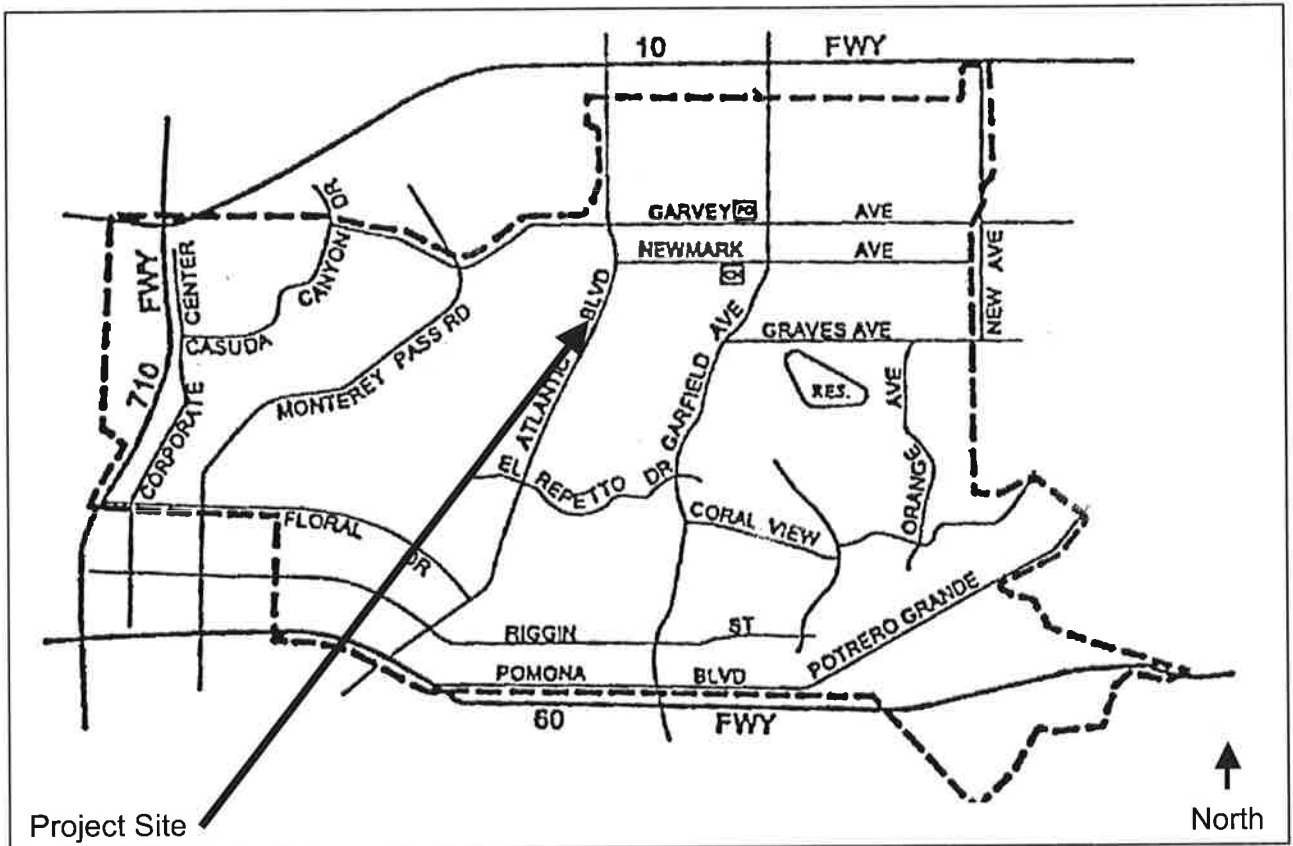 10 FWY
DR
GARVEY PO AVE
NEWMARK AVE
NEW AVE
FWY
CENTER
CANYON
BLVD
CASUDA
AVE
GRAVES AVE
710
MONTEREY PASS RD
RES.
AVE
CORPORATE
ATLANTIC
GARFIELD
EL REPETTO DR
ORANGE
FLORAL
CORAL VIEW
DR
RIGGIN ST
POTRERO GRANDE
POMONA BLVD
60 FWY
Project Site
North